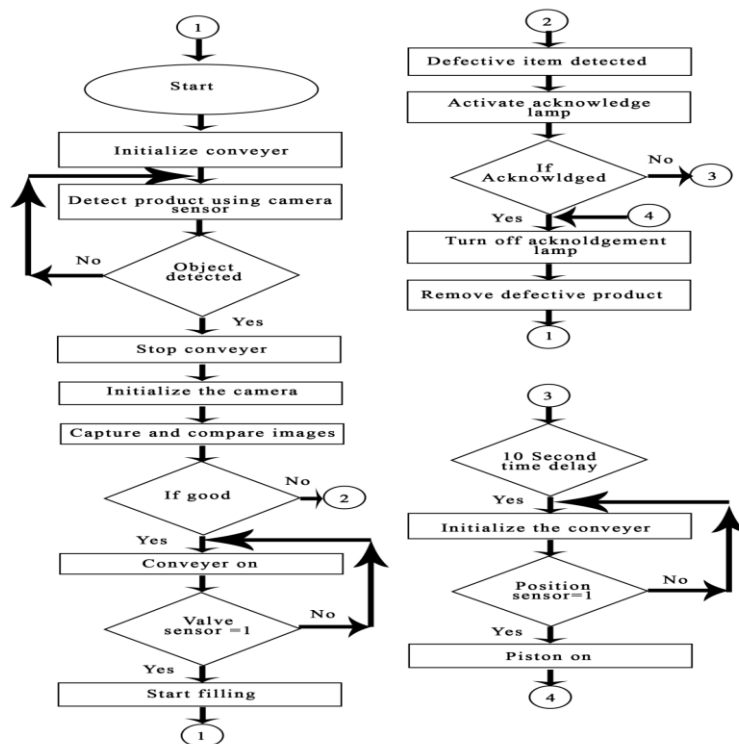 1
Start
Initialize conveyer
Detect product using camera
sensor
No
Object
detected
Yes
Stop conveyer
Initialize the camera
Capture and compare images
If good
No
2
Yes
Conveyer on
Valve
sensor =1
No
Yes
Start filling
1
2
Defective item detected
Activate acknowledge
lamp
If
Acknowldged
No
3
Yes
4
Turn off acknoldgement
lamp
Remove defective product
1
3
10 Second
time delay
Yes
Initialize the conveyer
Position
sensor=1
No
Yes
Piston on
4